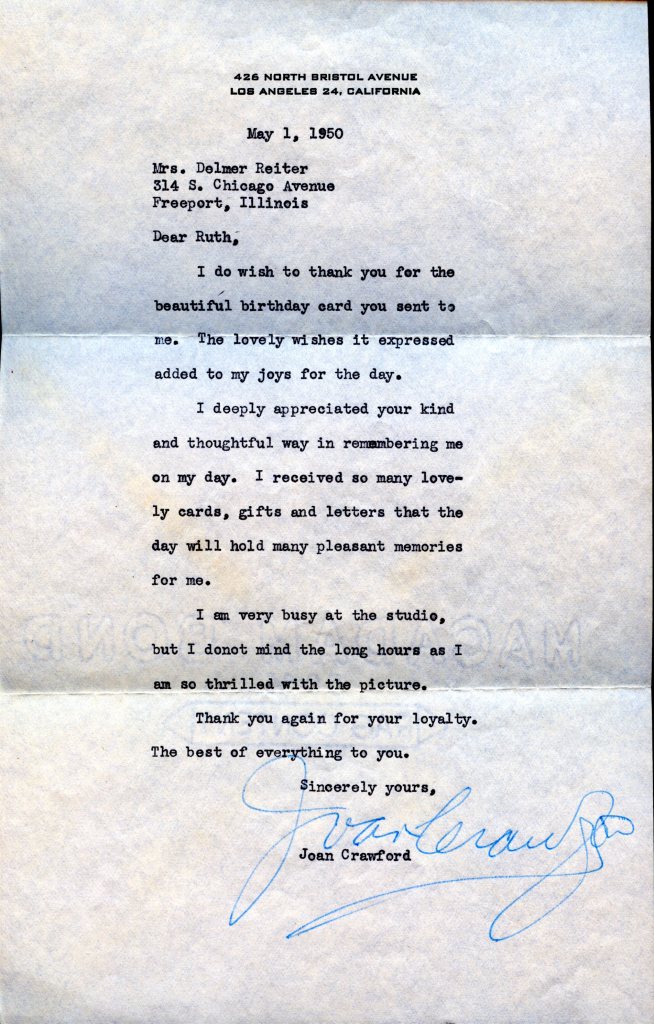 426 NORTH BRISTOL AVENUE
LOS ANGELES 24, CALIFORNIA
May 1, 1950
Mrs. Delmer Reiter
314 S. Chicago Avenue
Freeport, Illinois
Dear Ruth,
I do wish to thank you for the
beautiful birthday card you sent to
me. The lovely wishes it expressed
added to my joys for the day.
I deeply appreciated your kind
and thoughtful way in remembering me
on my day. I received so many love-
ly cards, gifts and letters that the
day will hold many pleasant memories
for me.
I am very busy at the studio,
but I donot mind the long hours as I
am so thrilled with the picture.
Thank you again for your loyalty.
The best of everything to you.
Sincerely yours,
Joan Crawford
Joan Crawford